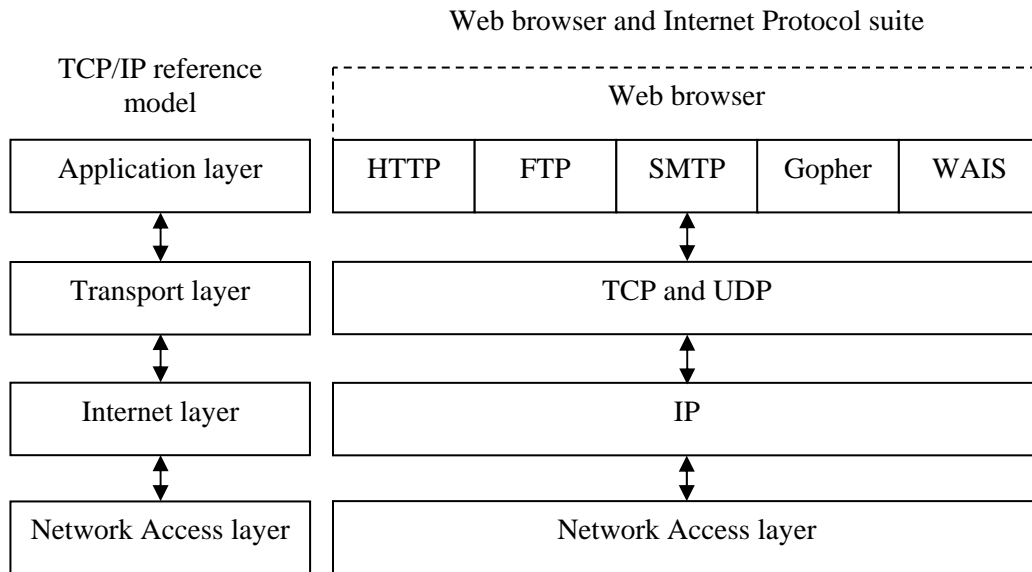 Web browser and Internet Protocol suite
TCP/IP reference
model
Web browser
Application layer
HTTP
FTP
SMTP
Gopher
WAIS
Transport layer
TCP and UDP
Internet layer
IP
Network Access layer
Network Access layer